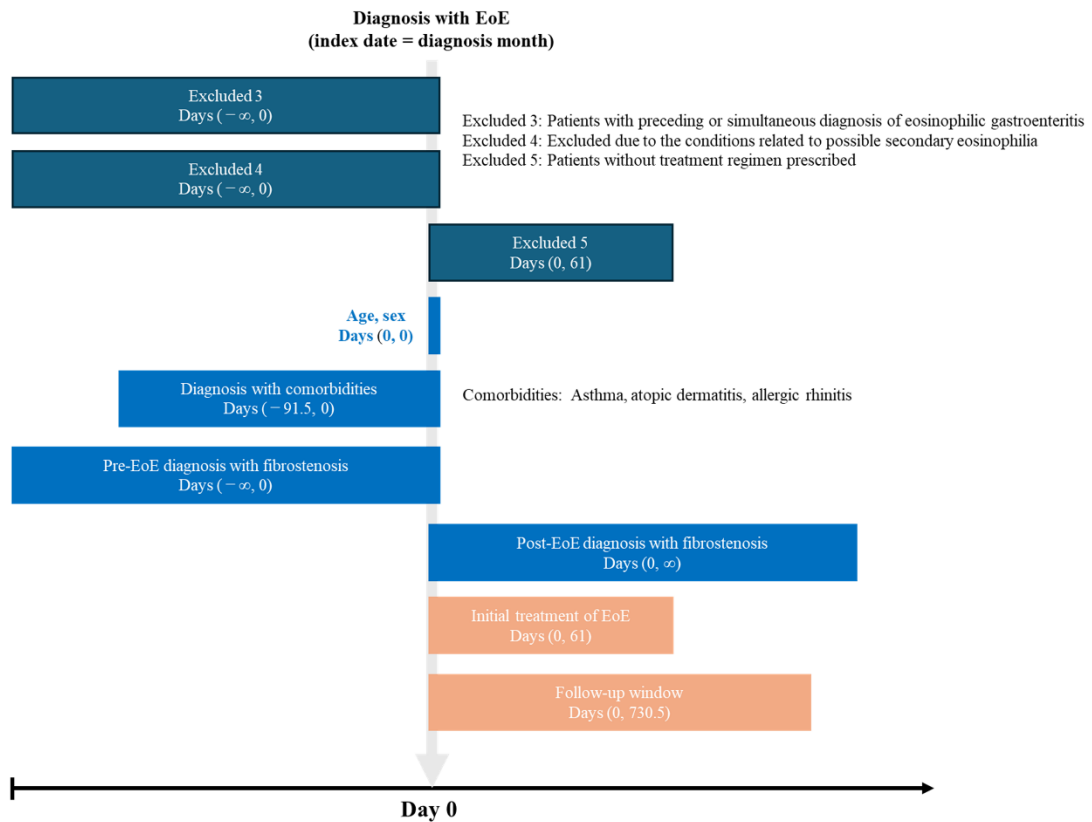 Diagnosis with EoE
(index date = diagnosis month)
Excluded 3
Days (−∞, 0)
Excluded 3: Patients with preceding or simultaneous diagnosis of eosinophilic gastroenteritis
Excluded 4: Excluded due to the conditions related to possible secondary eosinophilia
Excluded 5: Patients without treatment regimen prescribed
Excluded 4
Days (−∞, 0)
Excluded 5
Days (0, 61)
Age, sex
Days (0, 0)
Diagnosis with comorbidities
Days (−91.5, 0)
Comorbidities: Asthma, atopic dermatitis, allergic rhinitis
Pre-EoE diagnosis with fibrostenosis
Days (−∞, 0)
Post-EoE diagnosis with fibrostenosis
Days (0, ∞)
Initial treatment of EoE
Days (0, 61)
Follow-up window
Days (0, 730.5)
Day 0